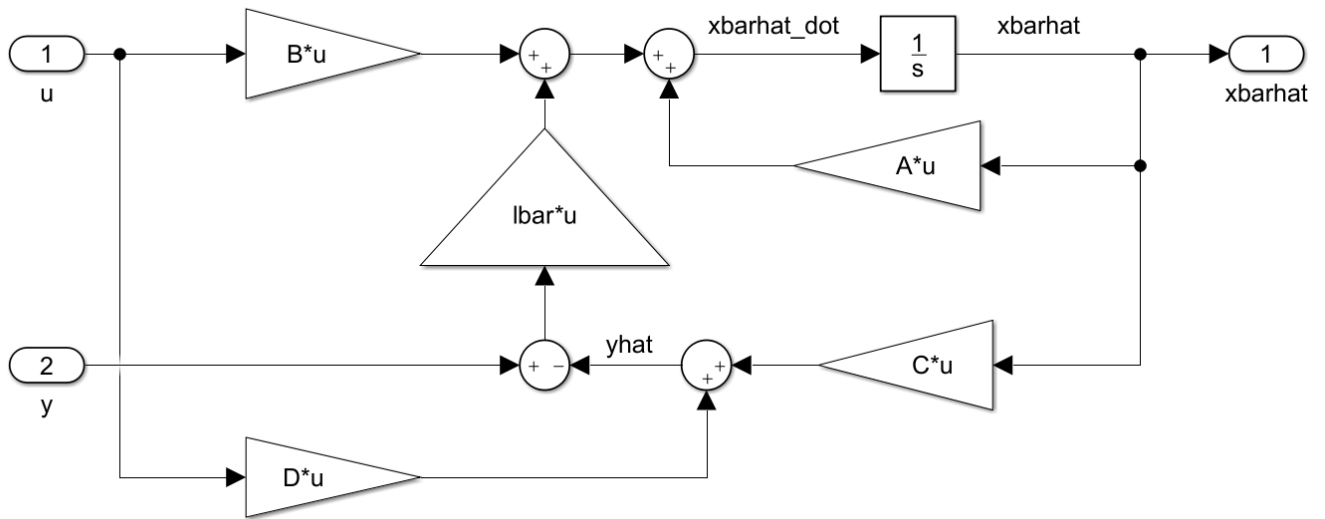 1
u
B*u
+
+
+
+
xbarhat_dot
1
s
xbarhat
1
xbarhat
A*u
lbar*u
2
y
+ −
yhat
+
+
C*u
D*u